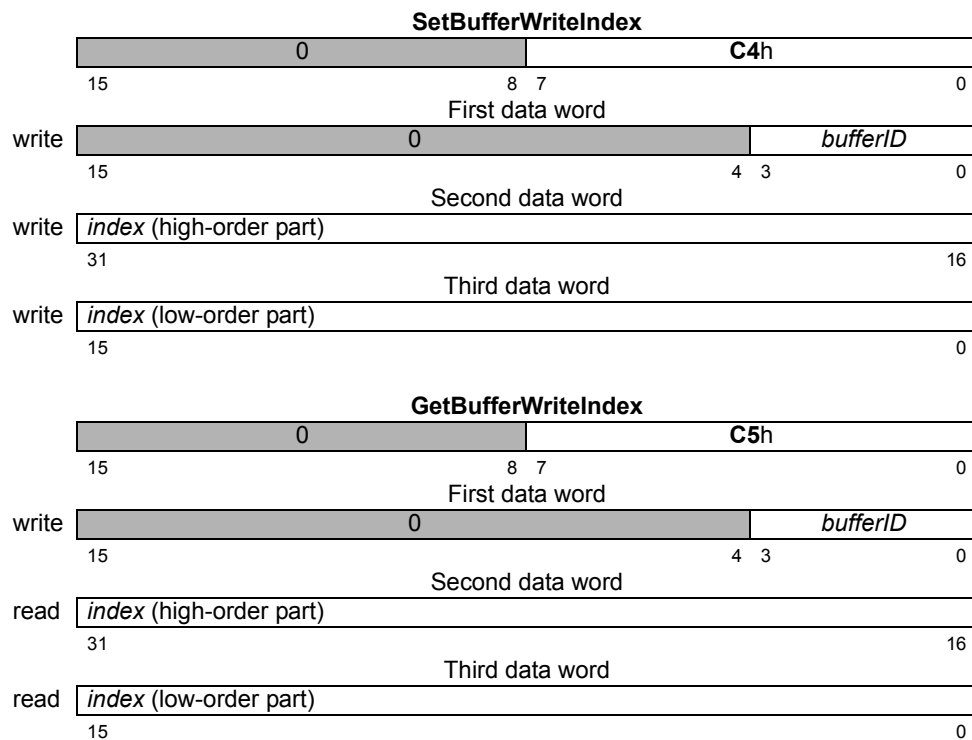 SetBufferWriteIndex
0 C4h
15 8 7 0
First data word
write 0 bufferID
15 4 3 0
Second data word
write index (high-order part)
31 16
Third data word
write index (low-order part)
15 0
GetBufferWriteIndex
0 C5h
15 8 7 0
First data word
write 0 bufferID
15 4 3 0
Second data word
read index (high-order part)
31 16
Third data word
read index (low-order part)
15 0